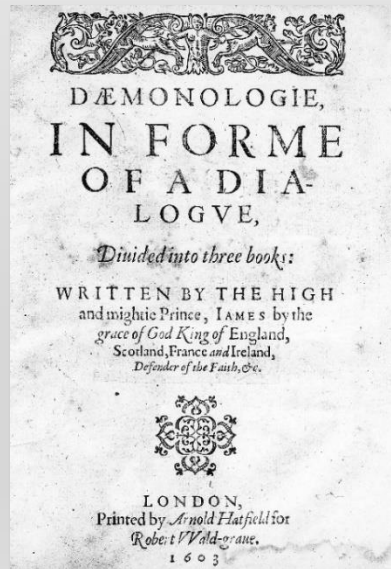 DÆMONOLOGIE,
IN FORME
OF A DIA-
LOGVE,
Diuided into three books:
WRITTEN BY THE HIGH
and mightie Prince, IAMES by the
grace of God King of England,
Scotland, France and Ireland,
Defender of the Faith, &c.
LONDON,
Printed by Arnold Hatfield for
Robert VVald-graue.
1603